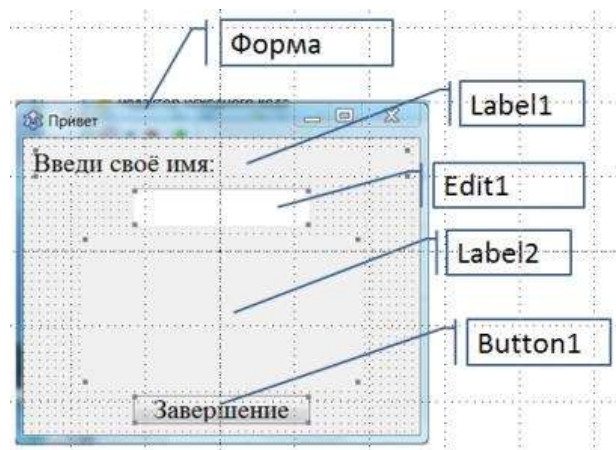 Форма
Привет
Label1
Введи своё имя:
Edit1
Label2
Button1
Завершение